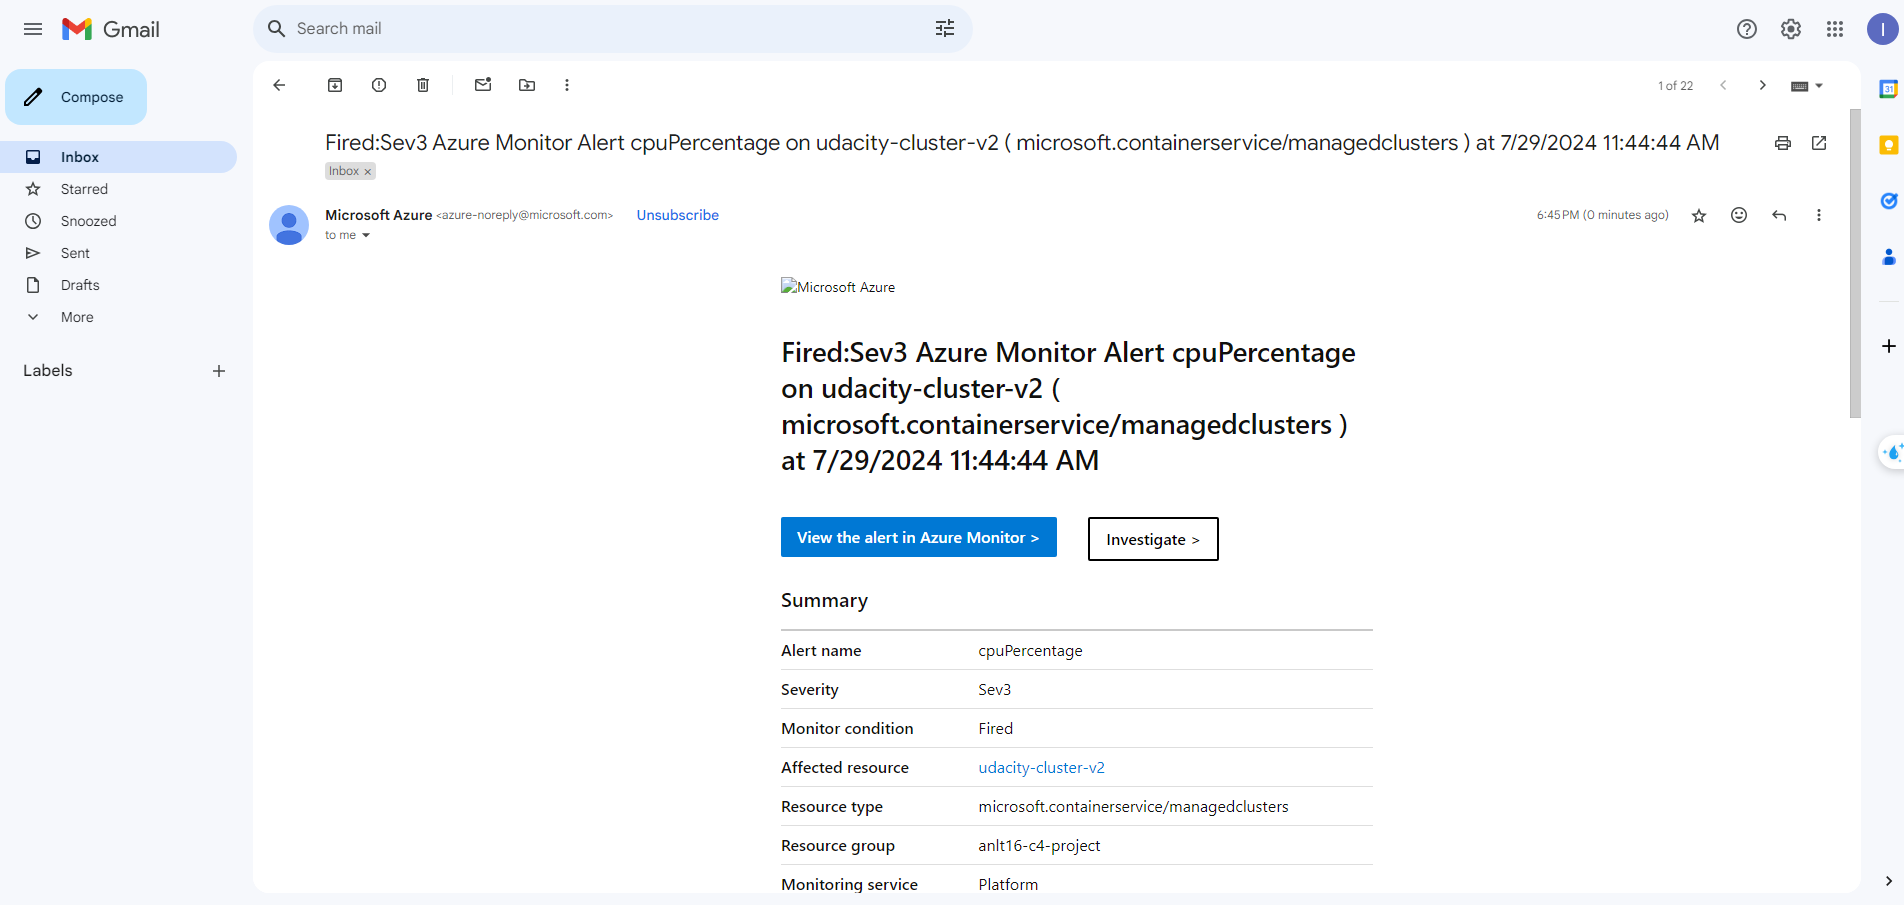 Gmail
Search mail
I
Compose
1 of 22
Inbox
Starred
Snoozed
Sent
Drafts
More
Labels
Fired:Sev3 Azure Monitor Alert cpuPercentage on udacity-cluster-v2 ( microsoft.containerservice/managedclusters ) at 7/29/2024 11:44:44 AM
Inbox x
Microsoft Azure <azure-noreply@microsoft.com> Unsubscribe
6:45 PM (0 minutes ago)
to me
Microsoft Azure
Fired:Sev3 Azure Monitor Alert cpuPercentage
on udacity-cluster-v2 (
microsoft.containerservice/managedclusters )
at 7/29/2024 11:44:44 AM
View the alert in Azure Monitor >
Investigate >
Summary
Alert name cpuPercentage
Severity Sev3
Monitor condition Fired
Affected resource udacity-cluster-v2
Resource type microsoft.containerservice/managedclusters
Resource group anlt16-c4-project
Monitoring service Platform
31